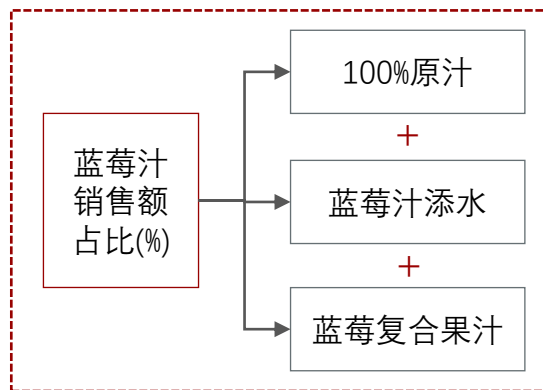 100%原汁
+
蓝莓汁
销售额
占比(%)
蓝莓汁添水
+
蓝莓复合果汁